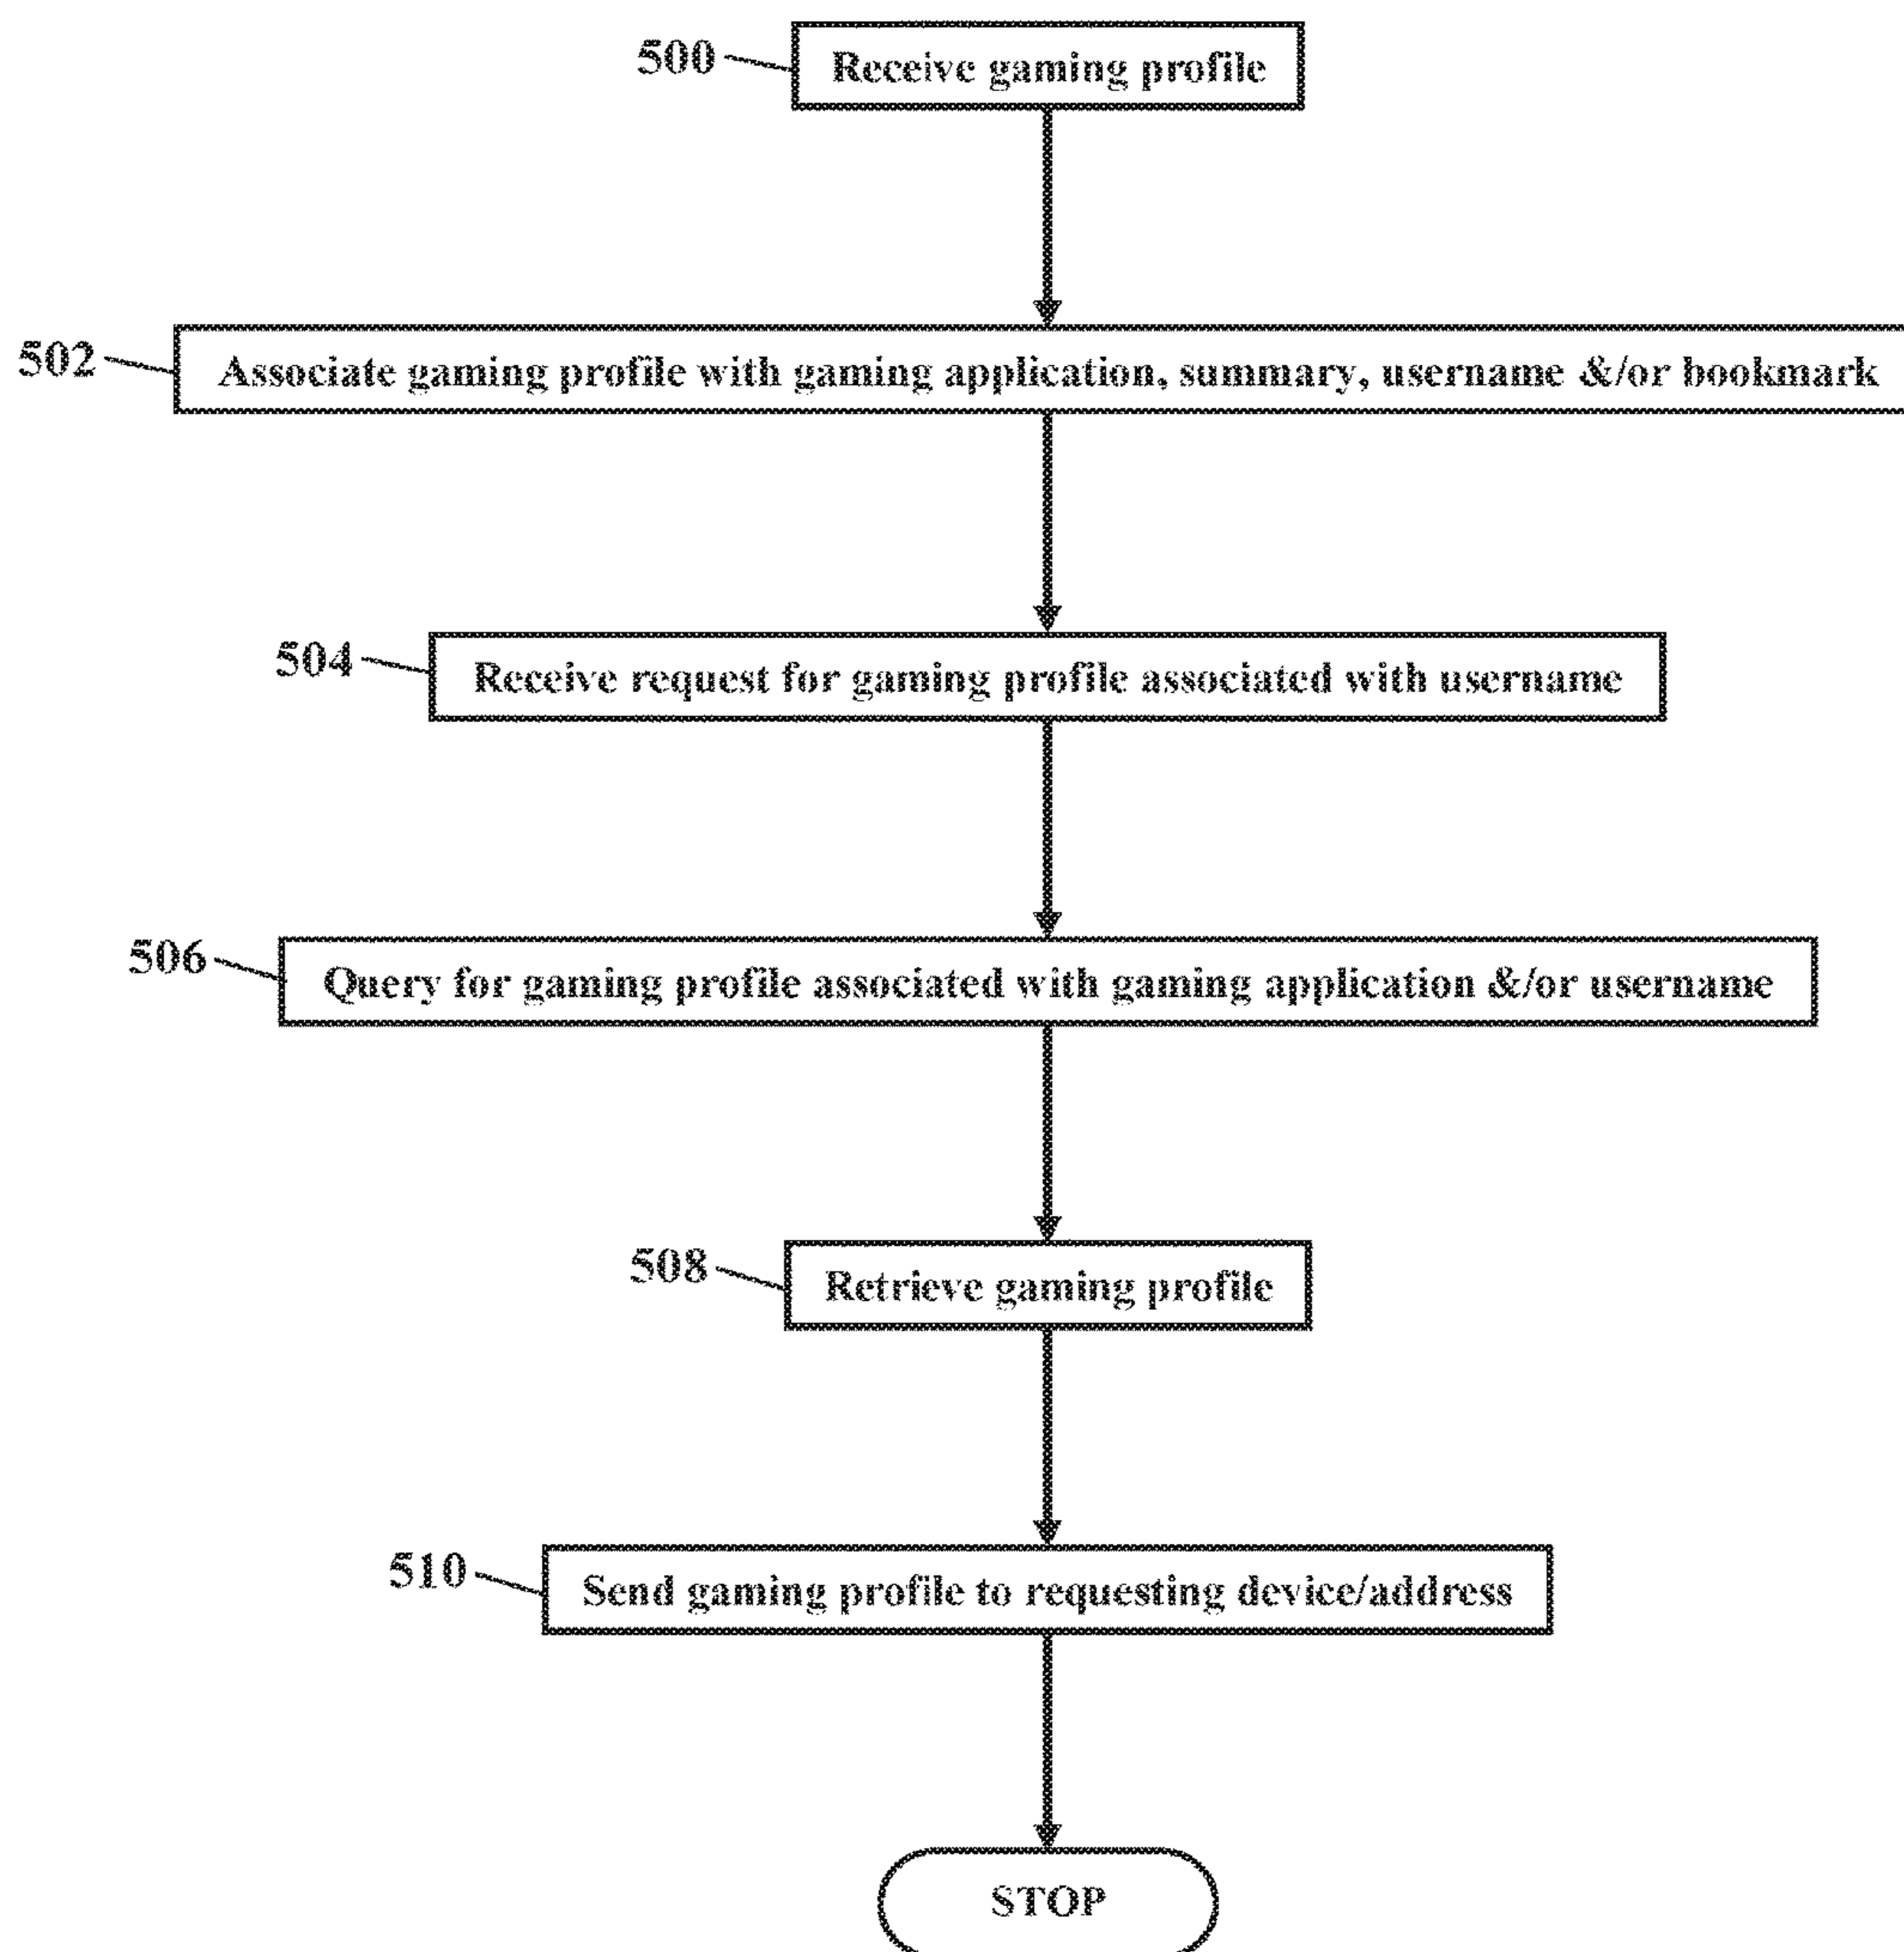 500 Receive gaming profile
502 Associate gaming profile with gaming application, summary, username &/or bookmark
504 Receive request for gaming profile associated with username
506 Query for gaming profile associated with gaming application &/or username
508 Retrieve gaming profile
510 Send gaming profile to requesting device/address
STOP